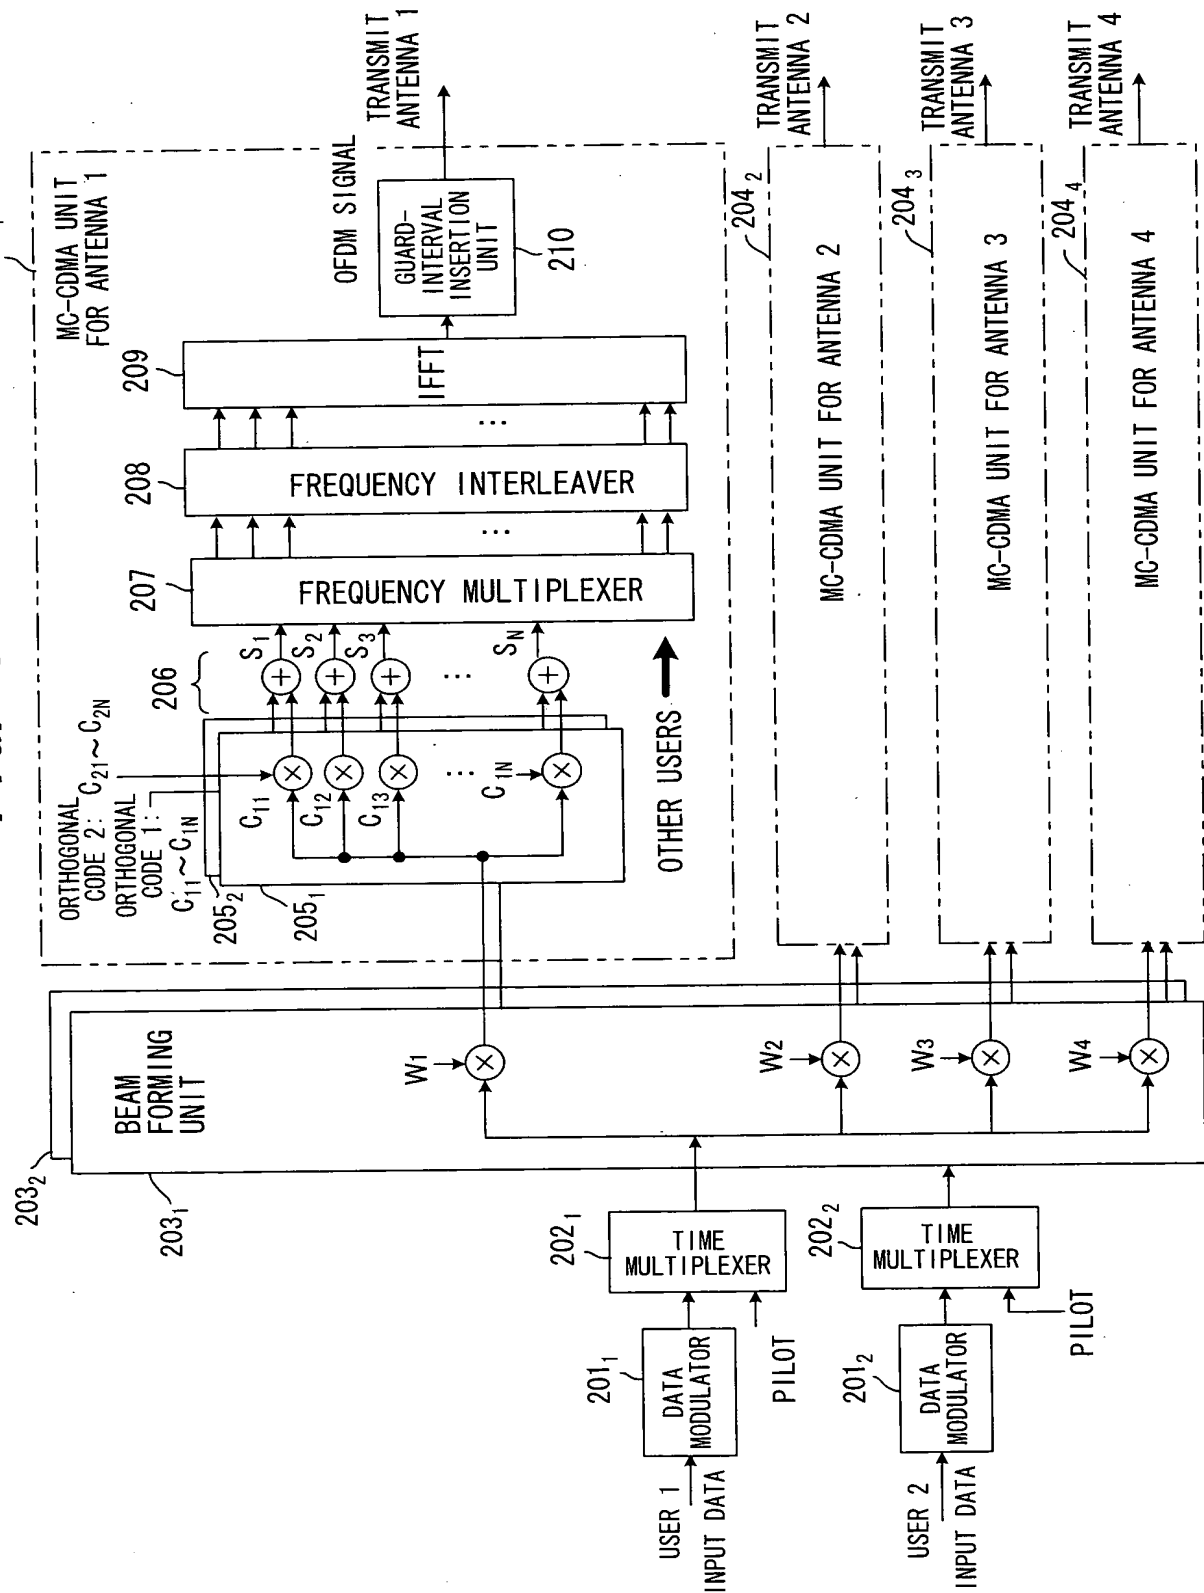 MC-CDMA UNIT
FOR ANTENNA 1
ORTHOGONAL
CODE 2: C21~C2N
ORTHOGONAL
CODE 1:
C11~C1N
205₂
205₁
C11
C12
C13
...
C1N
206
S1
S2
S3
...
SN
OTHER USERS
207
FREQUENCY MULTIPLEXER
...
208
FREQUENCY INTERLEAVER
...
209
IFFT
OFDM SIGNAL
GUARD-
INTERVAL
INSERTION
UNIT
210
TRANSMIT
ANTENNA 1
203₂
203₁
BEAM
FORMING
UNIT
W1
W2
W3
W4
204₂
MC-CDMA UNIT FOR ANTENNA 2
TRANSMIT
ANTENNA 2
204₃
MC-CDMA UNIT FOR ANTENNA 3
TRANSMIT
ANTENNA 3
204₄
MC-CDMA UNIT FOR ANTENNA 4
TRANSMIT
ANTENNA 4
USER 1
INPUT DATA
201₁
DATA
MODULATOR
PILOT
202₁
TIME
MULTIPLEXER
USER 2
INPUT DATA
201₂
DATA
MODULATOR
PILOT
202₂
TIME
MULTIPLEXER